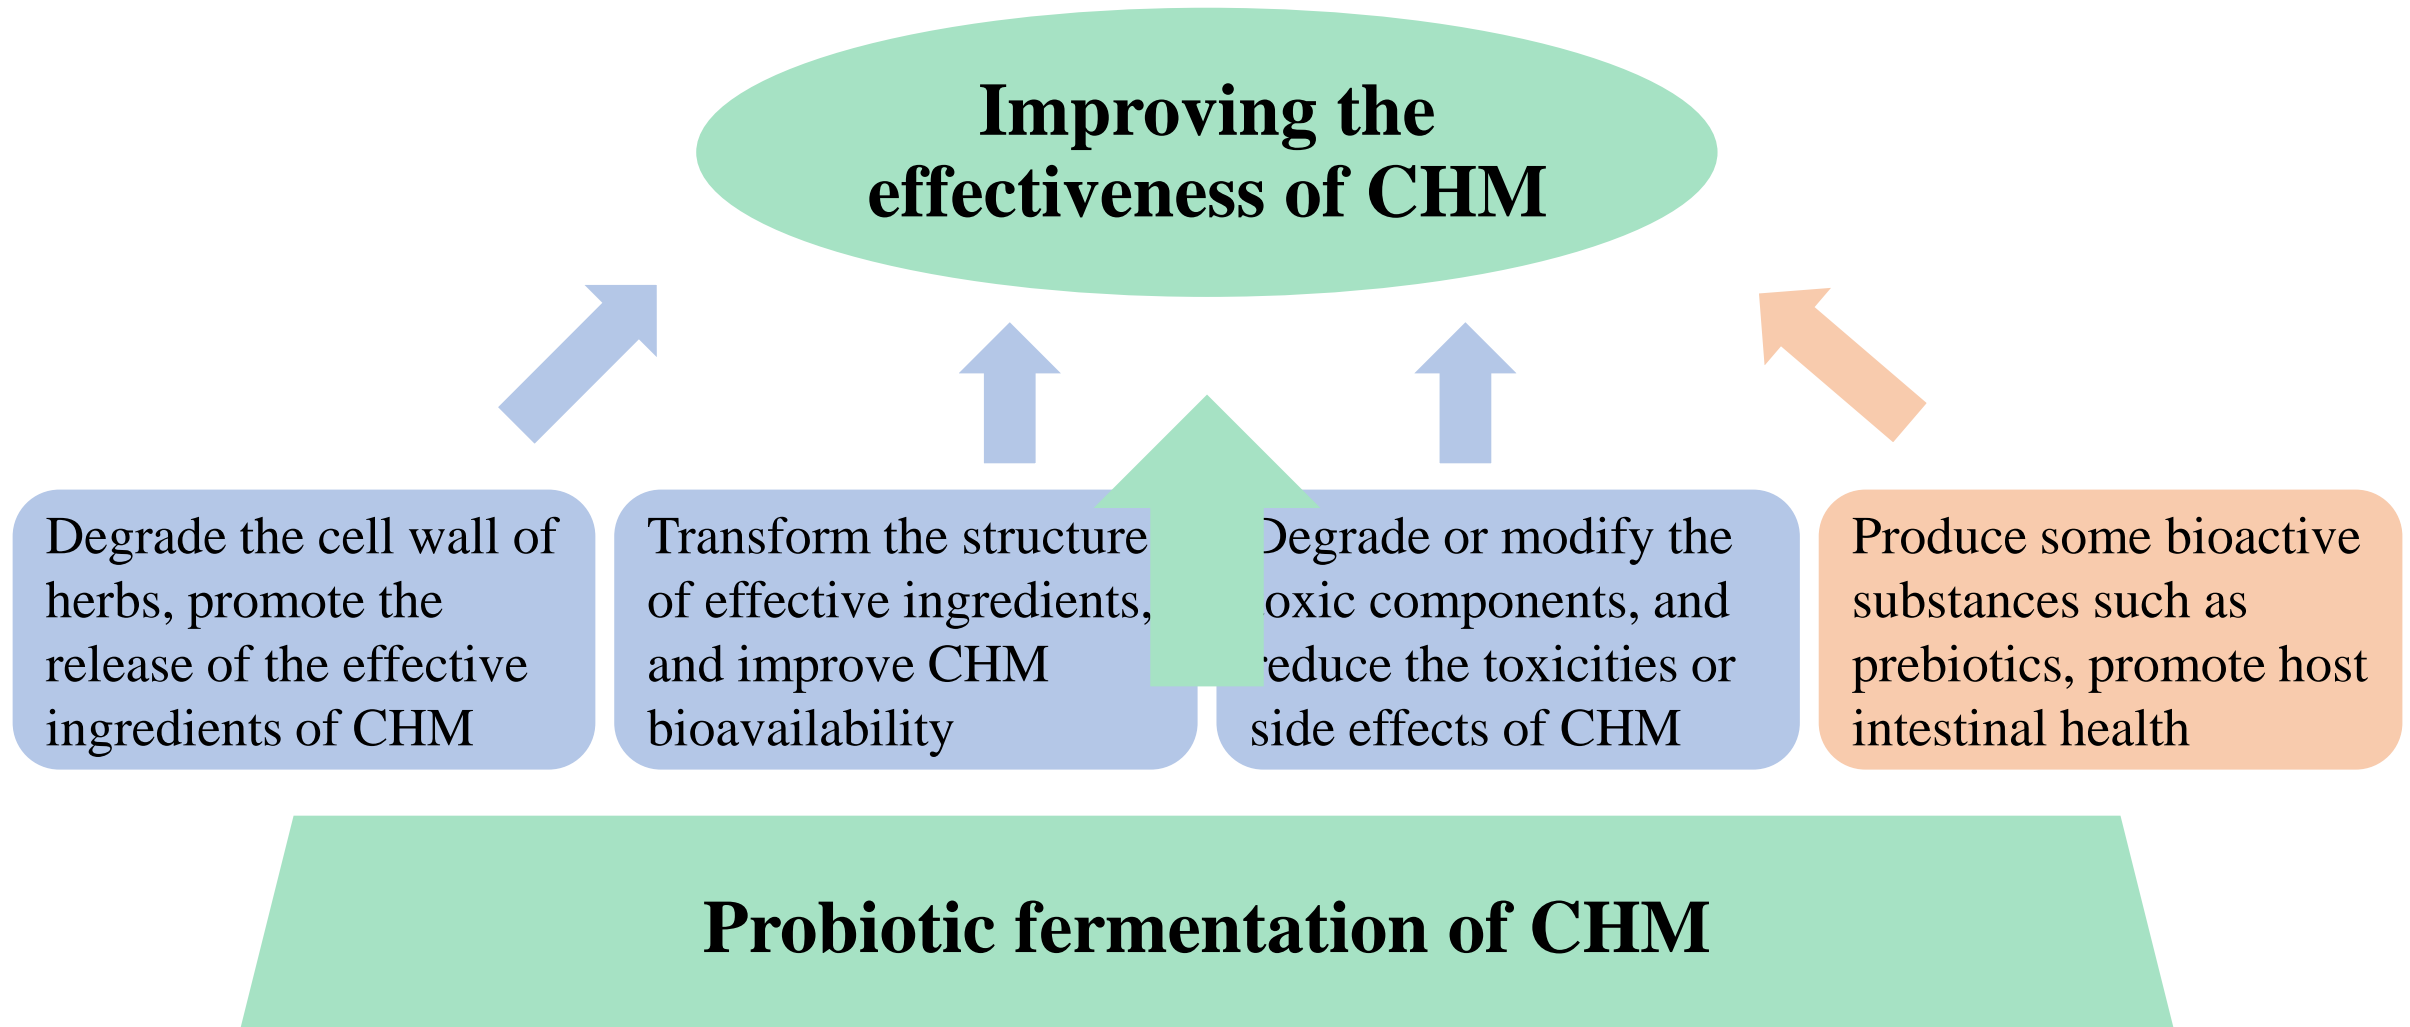 Improving the
effectiveness of CHM
Degrade the cell wall of
herbs, promote the
release of the effective
ingredients of CHM
Transform the structure
of effective ingredients,
and improve CHM
bioavailability
Degrade or modify the
toxic components, and
reduce the toxicities or
side effects of CHM
Produce some bioactive
substances such as
prebiotics, promote host
intestinal health
Probiotic fermentation of CHM